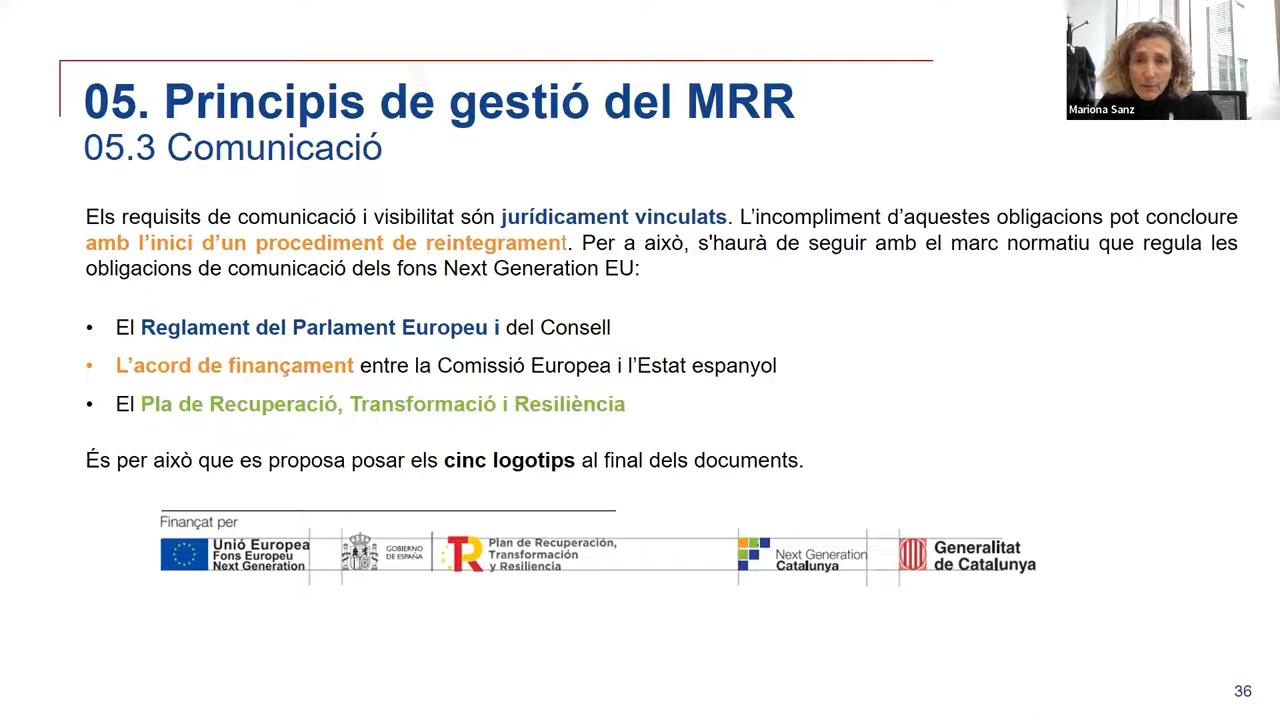 Mariona Sanz
05. Principis de gestió del MRR
05.3 Comunicació
Els requisits de comunicació i visibilitat són jurídicament vinculats. L’incompliment d’aquestes obligacions pot concloure
amb l’inici d’un procediment de reintegrament. Per a això, s'haurà de seguir amb el marc normatiu que regula les
obligacions de comunicació dels fons Next Generation EU:
• El Reglament del Parlament Europeu i del Consell
• L’acord de finançament entre la Comissió Europea i l’Estat espanyol
• El Pla de Recuperació, Transformació i Resiliència
És per això que es proposa posar els cinc logotips al final dels documents.
Finançat per
Unió Europea
Fons Europeu
Next Generation
GOBIERNO
DE ESPAÑA
TR
Plan de Recuperación,
Transformación
y Resiliencia
Next Generation
Catalunya
Generalitat
de Catalunya
36